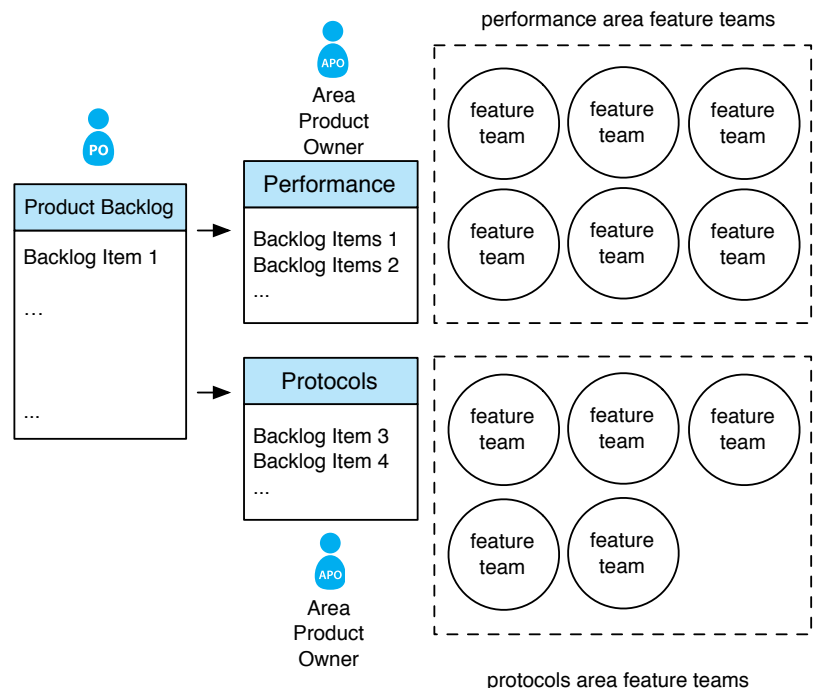 performance area feature teams
APO
Area
Product
Owner
PO
Product Backlog
Backlog Item 1
...
...
Performance
Backlog Items 1
Backlog Items 2
...
feature
team
feature
team
feature
team
feature
team
feature
team
feature
team
Protocols
Backlog Item 3
Backlog Item 4
...
APO
Area
Product
Owner
feature
team
feature
team
feature
team
feature
team
feature
team
protocols area feature teams